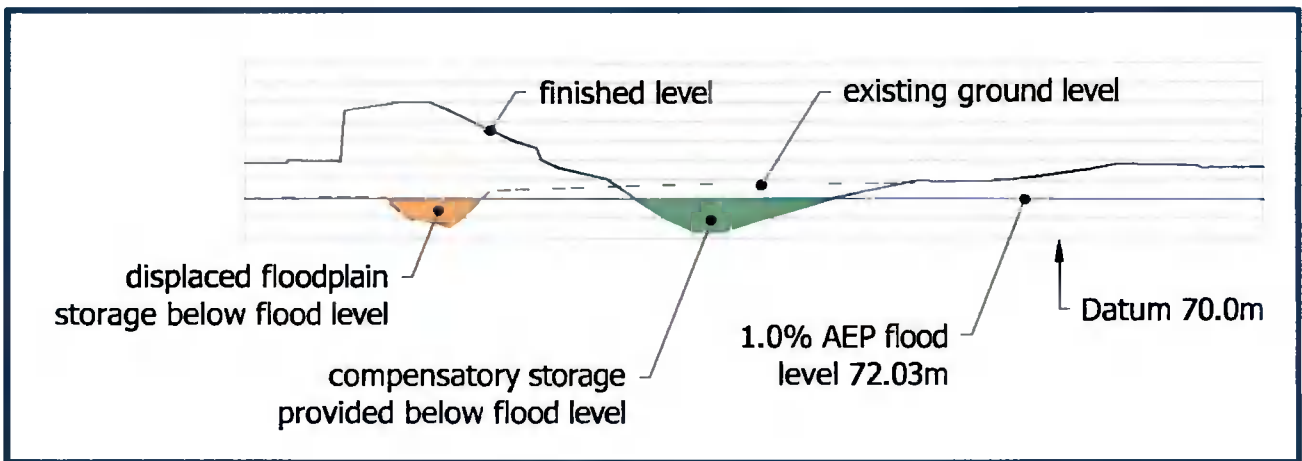 finished level
existing ground level
displaced floodplain
storage below flood level
compensatory storage
provided below flood level
1.0% AEP flood
level 72.03m
Datum 70.0m